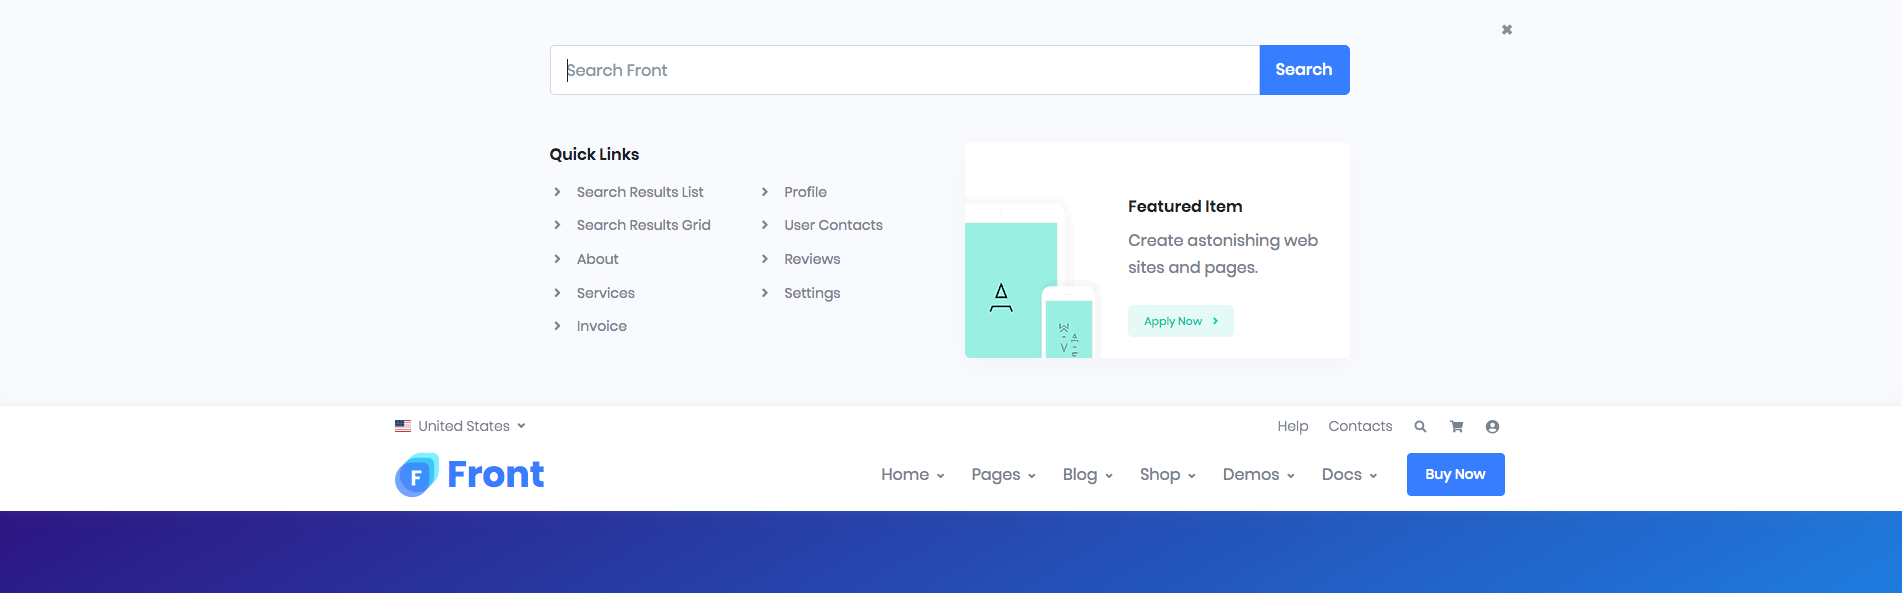 Search Front
Search
Quick Links
Search Results List
Search Results Grid
About
Services
Invoice
Profile
User Contacts
Reviews
Settings
Featured Item
Create astonishing web
sites and pages.
Apply Now
United States
Help Contacts
F Front
Home Pages Blog Shop Demos Docs Buy Now